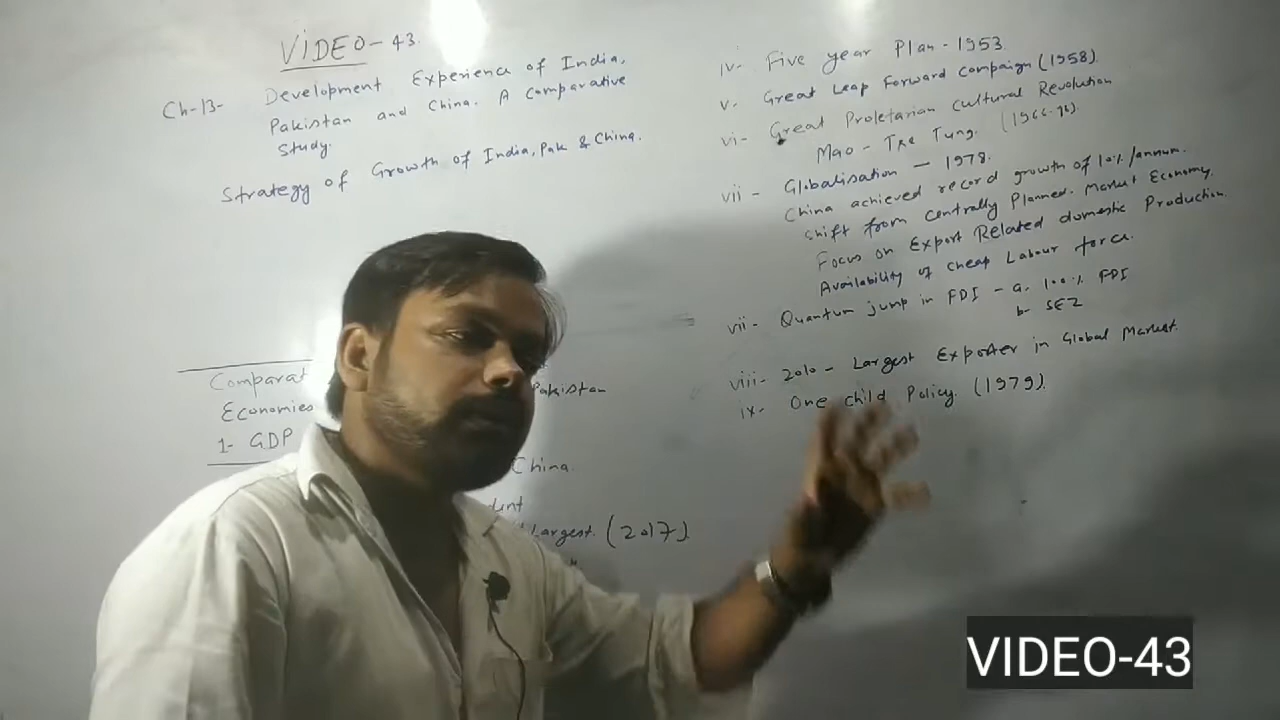 VIDEO-43.
Ch-13- Development Experience of India,
Pakistan and China. A Comparative
Study.
Strategy of Growth of India, Pak & China.
Comparat
Economies
1- GDP
Pakistan
China
Largest. (2017)
iv- Five year Plan - 1953
v. Great Leap Forward Compaign (1958)
vi- Great Proletarian Cultural Revolution
Mao - Tse Tung. (1966-76)
vii - Globalisation - 1978.
China achieved record growth of 10% /annum.
Shift from Centrally Planned. Market Economy
Focus on Export Related domestic Production
Availability of Cheap Labour force.
vii- Quantum jump in FDI - a. 100% FDI
b- SEZ
viii- 2010 - Largest Exporter in Global Market.
ix- One child Policy (1979)
VIDEO-43